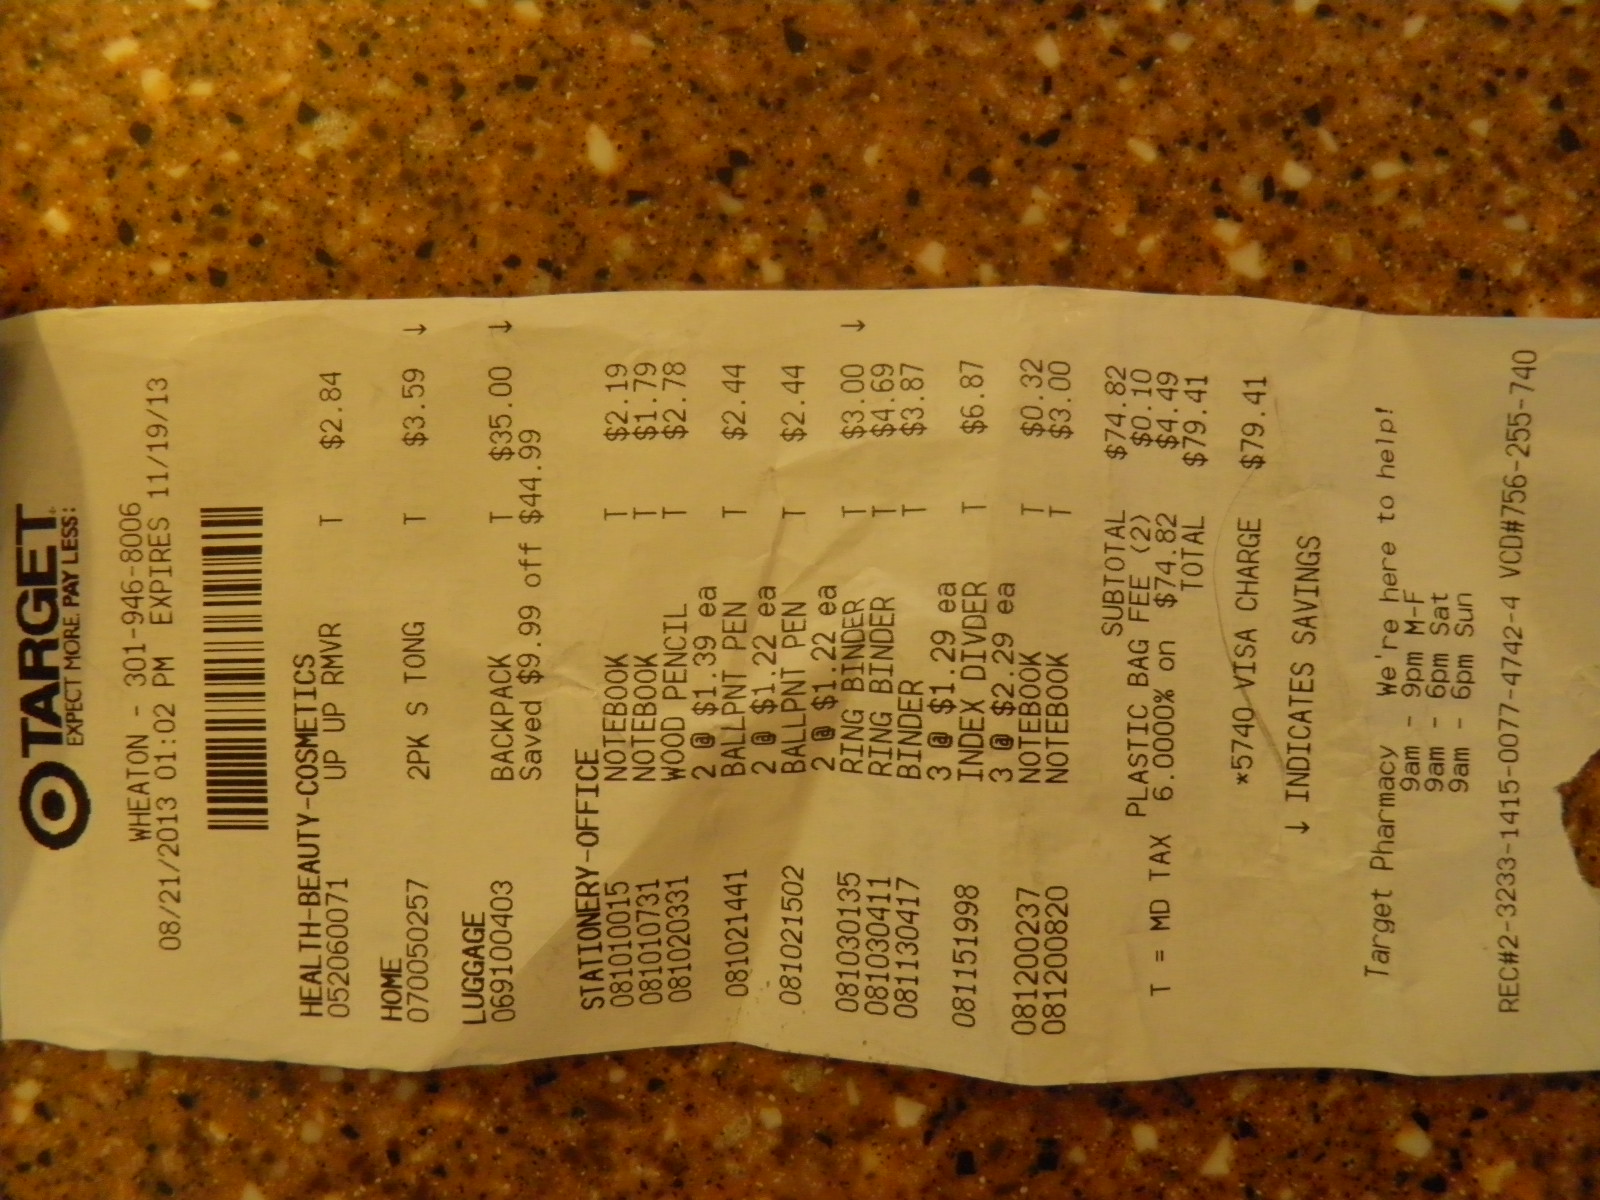 TARGET
EXPECT MORE. PAY LESS.
WHEATON - 301-946-8006
08/21/2013 01:02 PM EXPIRES 11/19/13
HEALTH-BEAUTY-COSMETICS
052060071 UP UP RMVR T $2.84
HOME
070050257 2PK S TONG T $3.59 ↓
LUGGAGE
069100403 BACKPACK T $35.00 ↓
Saved $9.99 off $44.99
STATIONERY-OFFICE
081010015 NOTEBOOK T $2.19
081010731 NOTEBOOK T $1.79
081020331 WOOD PENCIL T $2.78
2 @ $1.39 ea
081021441 BALLPNT PEN T $2.44
2 @ $1.22 ea
081021502 BALLPNT PEN T $2.44
2 @ $1.22 ea
081030135 RING BINDER T $3.00 ↓
081030411 RING BINDER T $4.69
081130417 BINDER T $3.87
3 @ $1.29 ea
081151998 INDEX DIVDER T $6.87
3 @ $2.29 ea
081200237 NOTEBOOK T $0.32
081200820 NOTEBOOK T $3.00
SUBTOTAL $74.82
PLASTIC BAG FEE (2) $0.10
T = MD TAX 6.0000% on $74.82 $4.49
TOTAL $79.41
*5740 VISA CHARGE $79.41
↓ INDICATES SAVINGS
Target Pharmacy We're here to help!
9am - 9pm M-F
9am - 6pm Sat
9am - 6pm Sun
REC#2-3233-1415-0077-4742-4 VCD#756-255-740